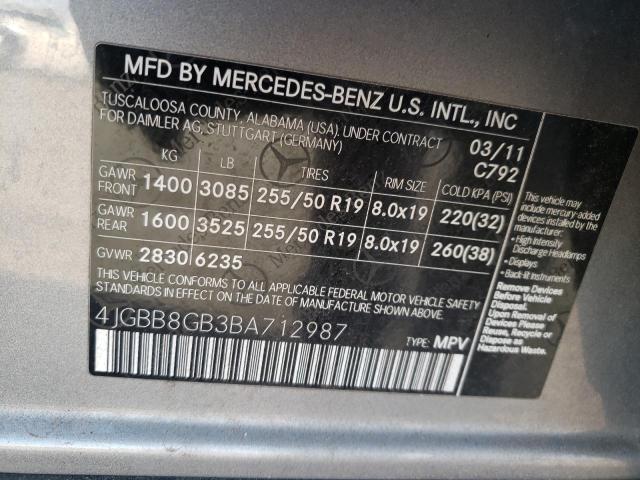 MFD BY MERCEDES-BENZ U.S. INTL., INC
TUSCALOOSA COUNTY, ALABAMA (USA). UNDER CONTRACT
FOR DAIMLER AG, STUTTGART (GERMANY)
03/11
C792
KG LB TIRES RIM SIZE COLD KPA (PSI)
GAWR
FRONT 1400 3085 255/50 R19 8.0x19 220(32)
GAWR
REAR 1600 3525 255/50 R19 8.0x19 260(38)
GVWR 2830 6235
THIS VEHICLE CONFORMS TO ALL APPLICABLE FEDERAL MOTOR VEHICLE SAFETY
STANDARDS IN EFFECT ON THE DATE OF MANUFACTURE SHOWN ABOVE.
4JGBB8GB3BA712987
TYPE: MPV
This vehicle may
include mercury-added
devices installed by the
manufacturer:
- High Intensity
Discharge Headlamps
- Displays
- Back-lit Instruments
Remove Devices
Before Vehicle
Disposal.
Upon Removal of
Devices Please
Reuse, Recycle or
Dispose as
Hazardous Waste.